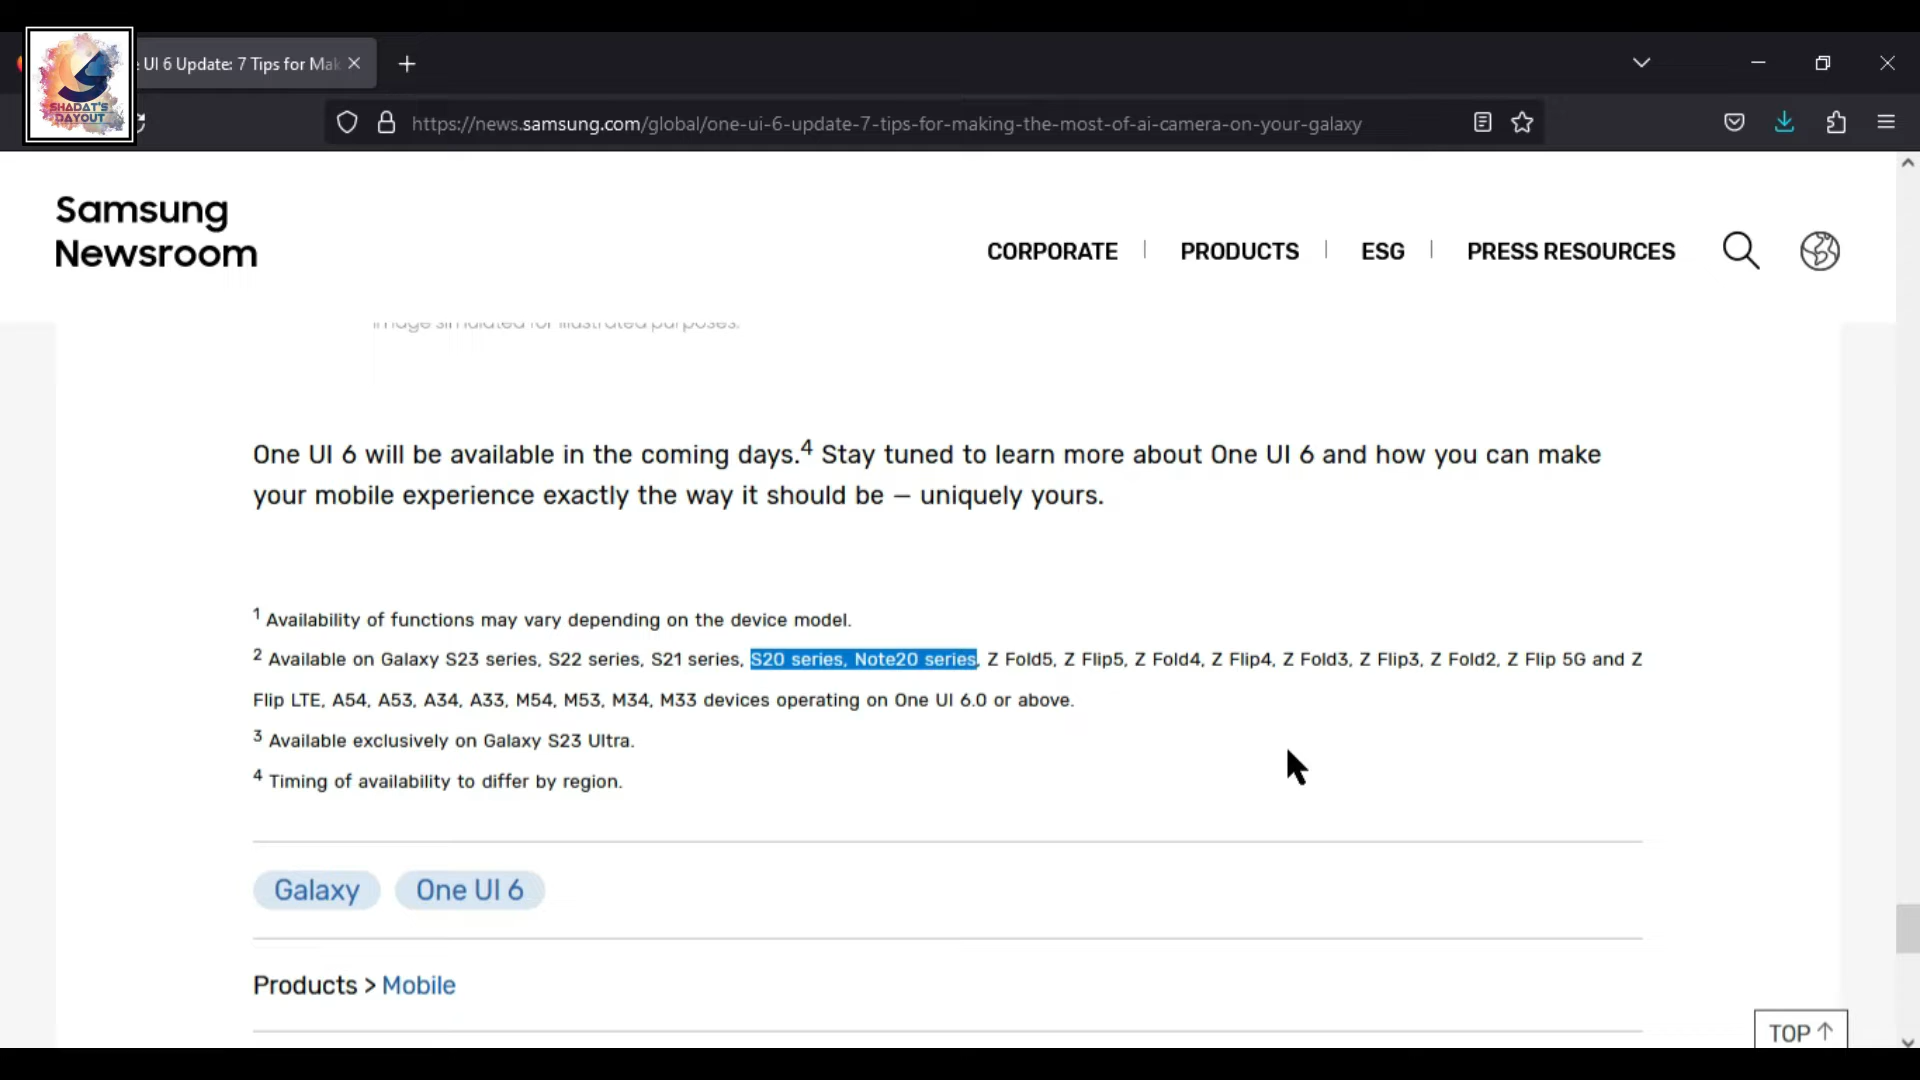 SHADAT'S
DAYOUT
UI 6 Update: 7 Tips for Mak
https://news.samsung.com/global/one-ui-6-update-7-tips-for-making-the-most-of-ai-camera-on-your-galaxy
Samsung
Newsroom
CORPORATE | PRODUCTS | ESG | PRESS RESOURCES
Image simulated for illustrated purposes.
One UI 6 will be available in the coming days.4 Stay tuned to learn more about One UI 6 and how you can make
your mobile experience exactly the way it should be – uniquely yours.
1 Availability of functions may vary depending on the device model.
2 Available on Galaxy S23 series, S22 series, S21 series, S20 series, Note20 series, Z Fold5, Z Flip5, Z Fold4, Z Flip4, Z Fold3, Z Flip3, Z Fold2, Z Flip 5G and Z
Flip LTE, A54, A53, A34, A33, M54, M53, M34, M33 devices operating on One UI 6.0 or above.
3 Available exclusively on Galaxy S23 Ultra.
4 Timing of availability to differ by region.
Galaxy One UI 6
Products > Mobile
TOP ↑